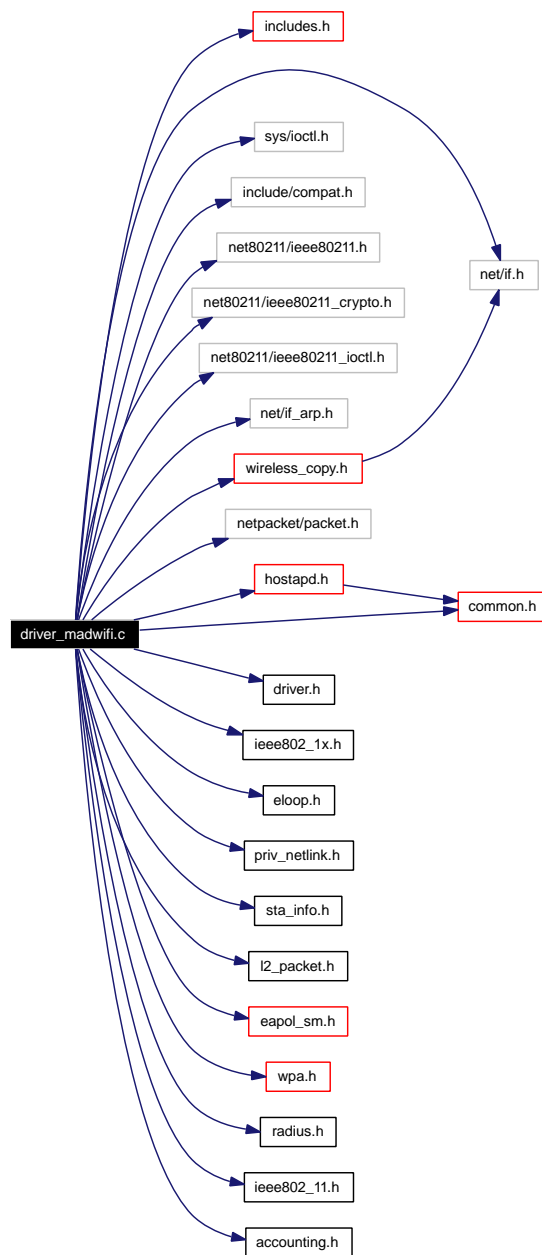 includes.h
sys/ioctl.h
include/compat.h
net80211/ieee80211.h
net/if.h
net80211/ieee80211_crypto.h
net80211/ieee80211_ioctl.h
net/if_arp.h
wireless_copy.h
netpacket/packet.h
hostapd.h
common.h
driver_madwifi.c
driver.h
ieee802_1x.h
eloop.h
priv_netlink.h
sta_info.h
l2_packet.h
eapol_sm.h
wpa.h
radius.h
ieee802_11.h
accounting.h